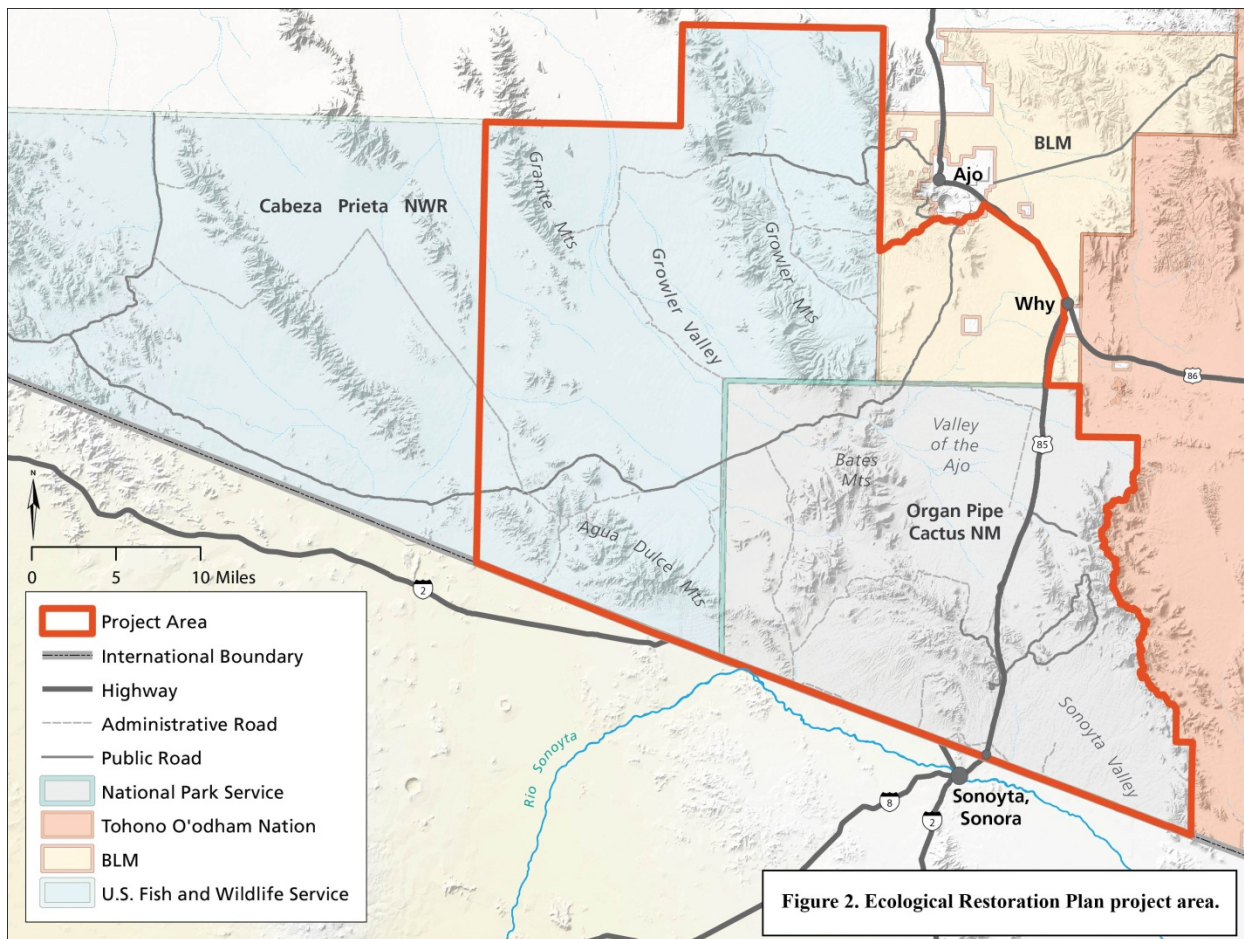 BLM
Ajo
Cabeza Prieta NWR
Granite Mts
Growler Valley
Growler Mts
Why
86
85
Valley
of the
Ajo
Bates
Mts
Organ Pipe
Cactus NM
Agua Dulce Mts
N
0 5 10 Miles
2
Rio Sonoyta
Sonoyta Valley
Sonoyta,
Sonora
8
2
Project Area
International Boundary
Highway
Administrative Road
Public Road
National Park Service
Tohono O'odham Nation
BLM
U.S. Fish and Wildlife Service
Figure 2. Ecological Restoration Plan project area.